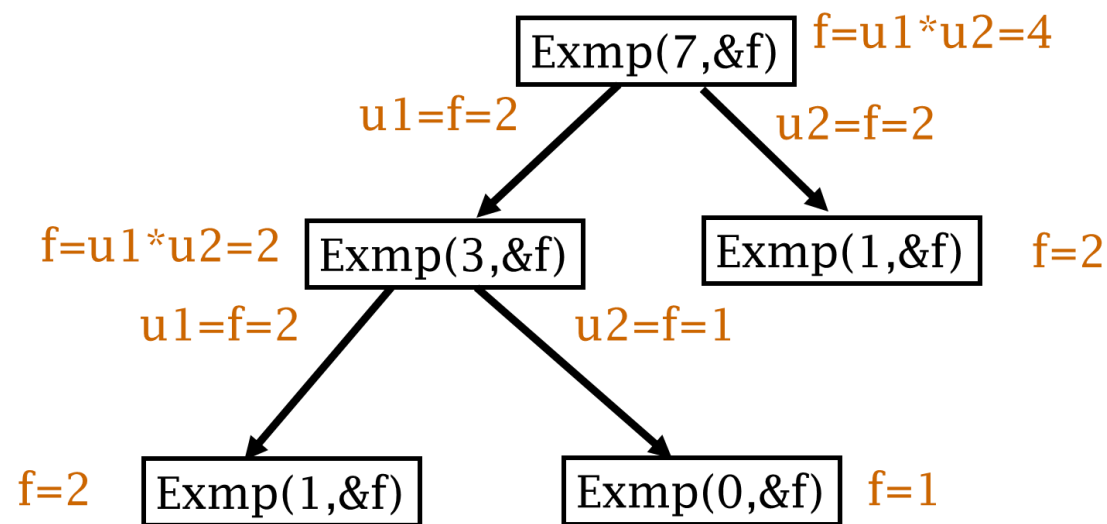 Exmp(7,&f)
f=u1*u2=4
u1=f=2
u2=f=2
f=u1*u2=2
Exmp(3,&f)
Exmp(1,&f)
f=2
u1=f=2
u2=f=1
f=2
Exmp(1,&f)
Exmp(0,&f)
f=1